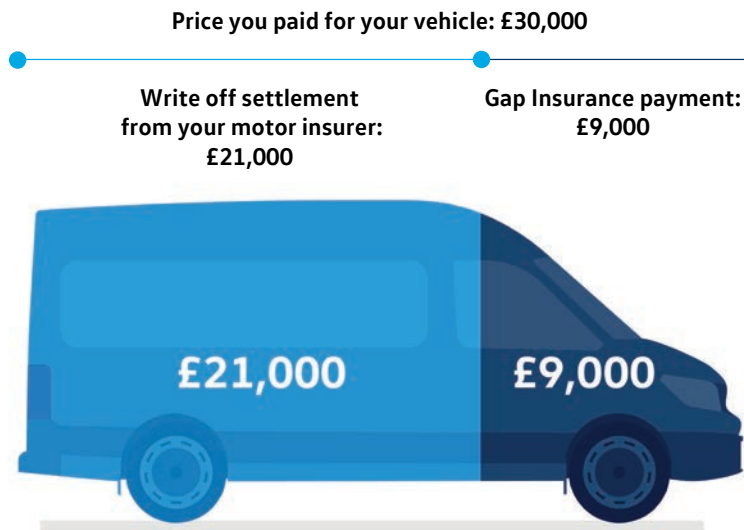 Price you paid for your vehicle: £30,000
Write off settlement
from your motor insurer:
£21,000
Gap Insurance payment:
£9,000
£21,000
£9,000